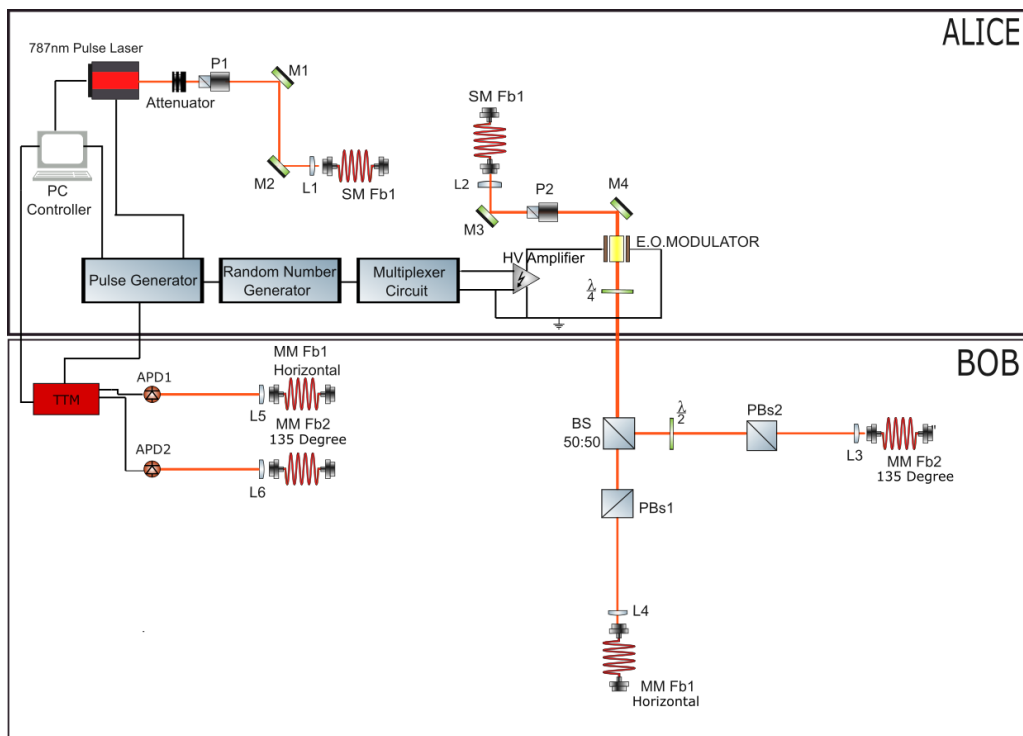 ALICE
787nm Pulse Laser
P1
M1
Attenuator
PC
Controller
M2
L1
SM Fb1
SM Fb1
L2
M3
P2
M4
E.O.MODULATOR
HV Amplifier
λ
4
Pulse Generator
Random Number
Generator
Multiplexer
Circuit
BOB
TTM
APD1
MM Fb1
Horizontal
L5
MM Fb2
135 Degree
APD2
L6
BS
50:50
λ
2
PBs2
L3
MM Fb2
135 Degree
PBs1
L4
MM Fb1
Horizontal